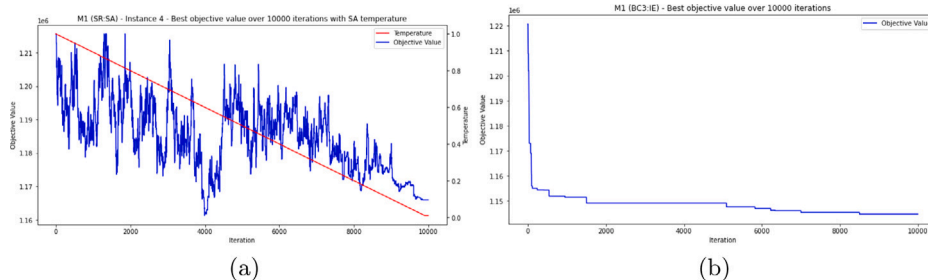 M1 (SR:SA) - Instance 4 - Best objective value over 10000 iterations with SA temperature
1e6
Temperature
Objective Value
1.21
1.20
1.19
1.18
1.17
1.16
Objective Value
1.0
0.8
0.6
0.4
0.2
0.0
Temperature
0
2000
4000
6000
8000
10000
Iteration
(a)
M1 (BC3:IE) - Best objective value over 10000 iterations
1e6
Objective Value
1.22
1.21
1.20
1.19
1.18
1.17
1.16
1.15
Objective Value
0
2000
4000
6000
8000
10000
Iteration
(b)